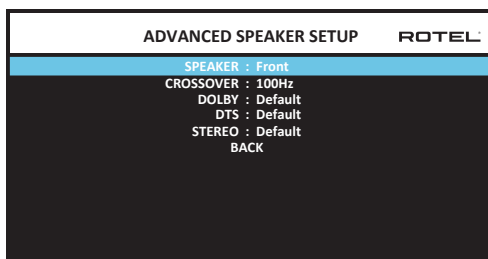 ADVANCED SPEAKER SETUP ROTEL
SPEAKER : Front
CROSSOVER : 100Hz
DOLBY : Default
DTS : Default
STEREO : Default
BACK